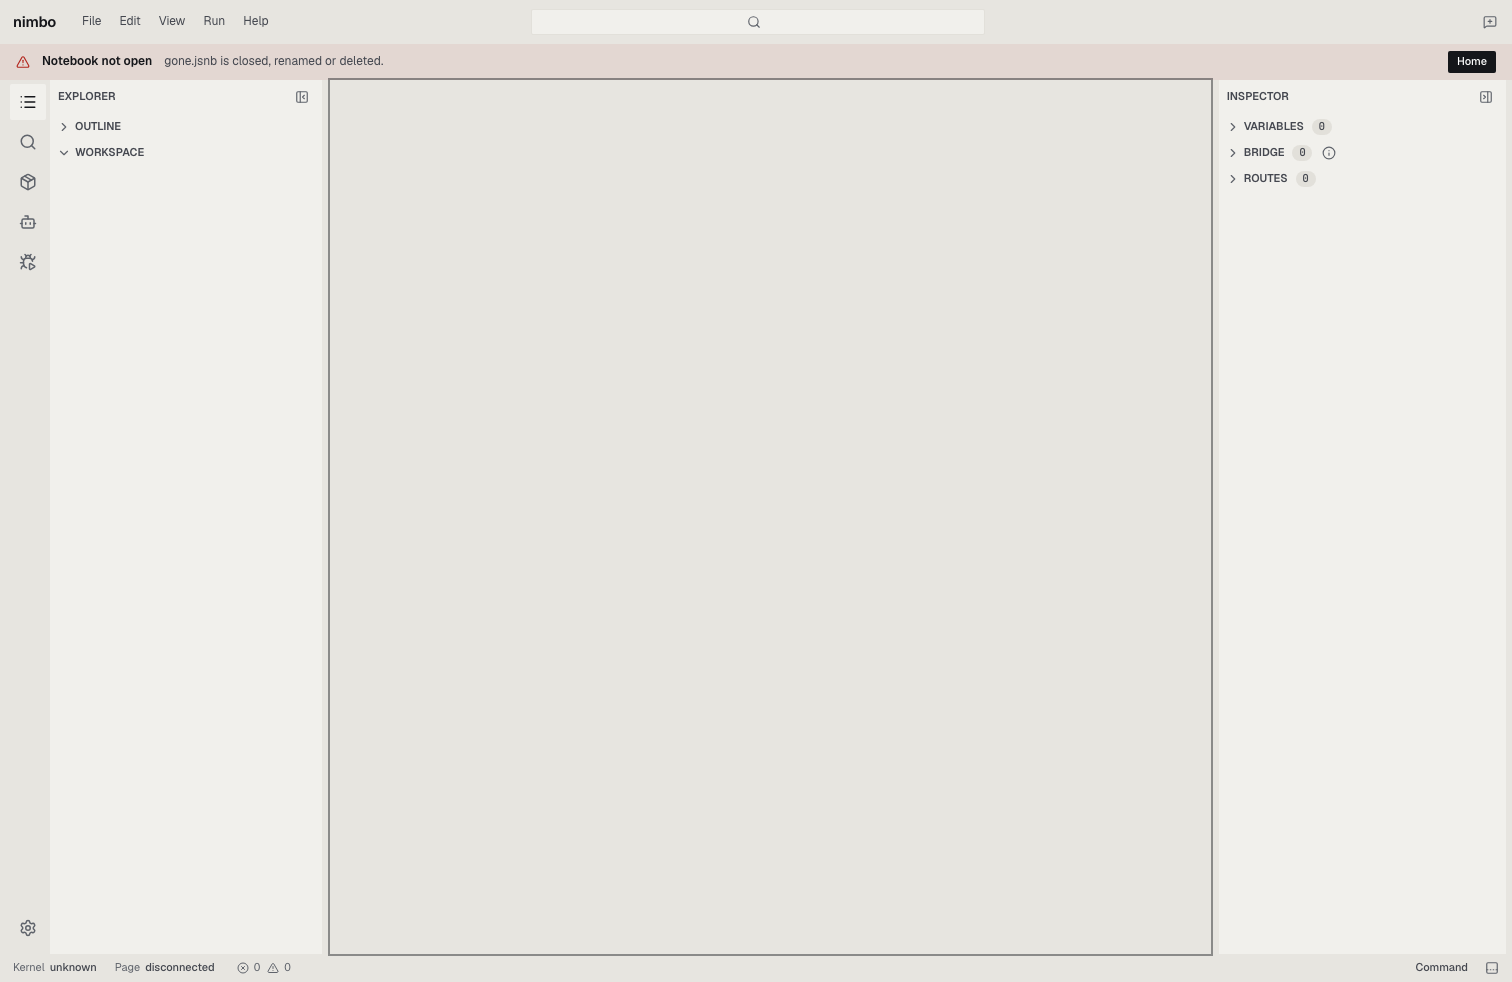 nimbo File Edit View Run Help
Notebook not open gone.jsnb is closed, renamed or deleted. Home
EXPLORER
OUTLINE
WORKSPACE
INSPECTOR
VARIABLES 0
BRIDGE 0
ROUTES 0
Kernel unknown Page disconnected 0 0 Command